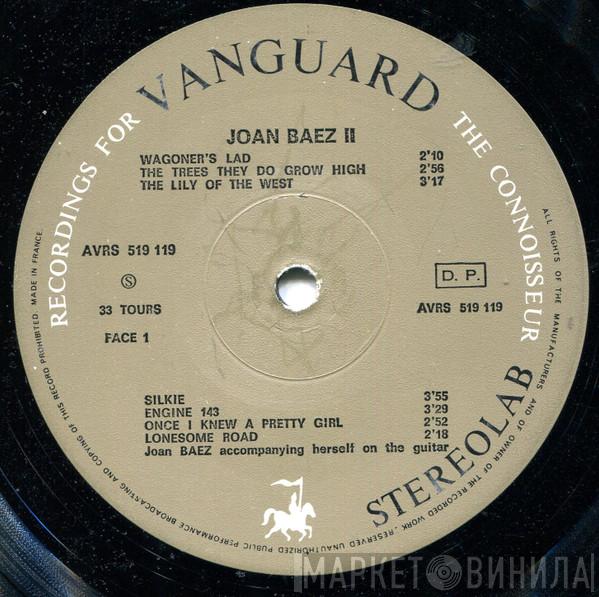 RECORDINGS FOR VANGUARD THE CONNOISSEUR
JOAN BAEZ II
WAGONER'S LAD 2'10
THE TREES THEY DO GROW HIGH 2'56
THE LILY OF THE WEST 3'17
AVRS 519 119
Ⓢ
33 TOURS
FACE 1
D. P.
AVRS 519 119
SILKIE 3'55
ENGINE 143 3'29
ONCE I KNEW A PRETTY GIRL 2'52
LONESOME ROAD 2'18
Joan BAEZ accompanying herself on the guitar
STEREOLAB
ALL RIGHTS OF THE MANUFACTURERS AND OF OWNER OF THE RECORDED WORK, RESERVED UNAUTHORIZED PUBLIC PERFORMANCE BROADCASTING AND COPYING OF THIS RECORD PROHIBITED. MADE IN FRANCE
МАРКЕТ ВИНИЛА